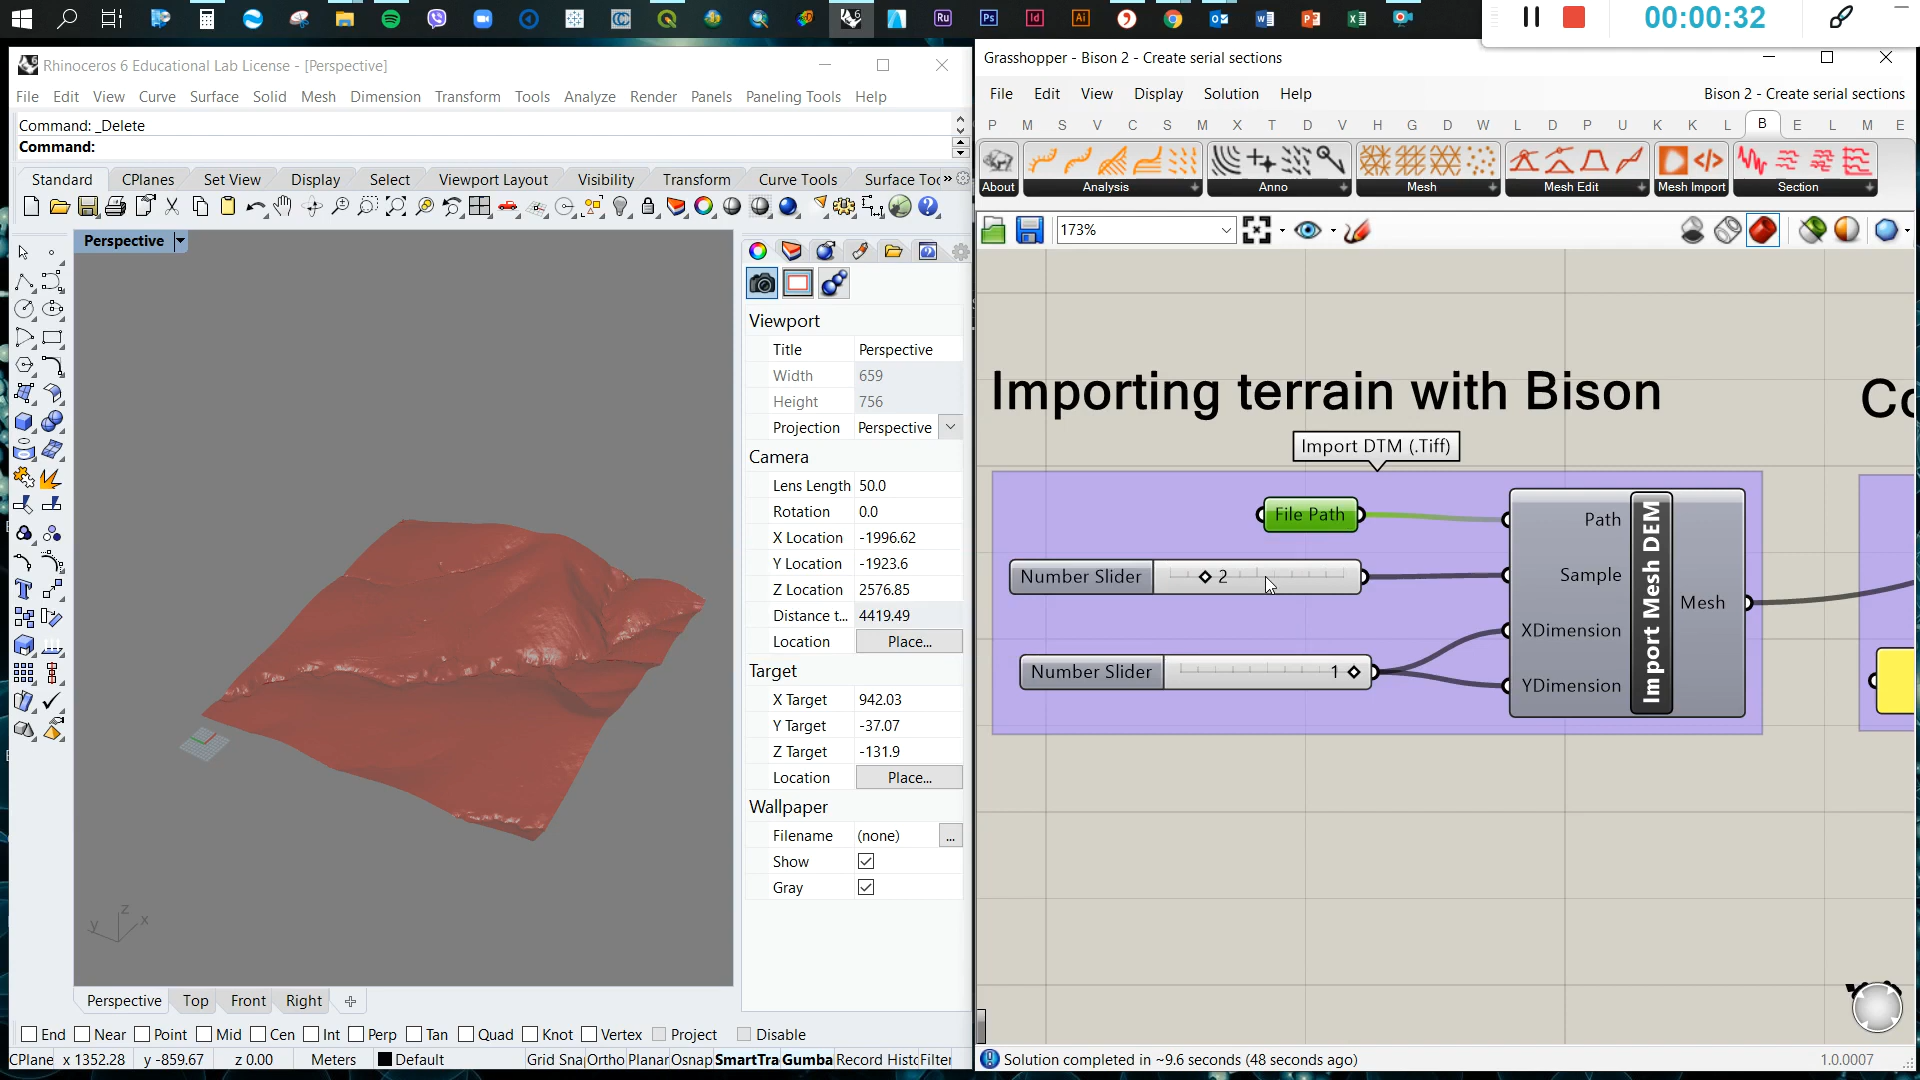 00:00:32
Ru
Ps
Id
Ai
Rhinoceros 6 Educational Lab License - [Perspective]
File Edit View Curve Surface Solid Mesh Dimension Transform Tools Analyze Render Panels Paneling Tools Help
Command: _Delete
Command:
Standard CPlanes Set View Display Select Viewport Layout Visibility Transform Curve Tools Surface Toc »
Perspective
Viewport
Title Perspective
Width 659
Height 756
Projection Perspective
Camera
Lens Length 50.0
Rotation 0.0
X Location -1996.62
Y Location -1923.6
Z Location 2576.85
Distance t... 4419.49
Location Place...
Target
X Target 942.03
Y Target -37.07
Z Target -131.9
Location Place...
Wallpaper
Filename (none) ...
Show
Gray
z
y x
Perspective Top Front Right
End Near Point Mid Cen Int Perp Tan Quad Knot Vertex Project Disable
CPlane x 1352.28 y -859.67 z 0.00 Meters Default Grid Sna Ortho Planar Osnap SmartTra Gumba Record Histc Filter
Grasshopper - Bison 2 - Create serial sections
File Edit View Display Solution Help Bison 2 - Create serial sections
P M S V C S M X T D V H G D W L D P U K K L B E L M E
About Analysis Anno Mesh Mesh Edit Mesh Import Section
173%
Importing terrain with Bison
Co
Import DTM (.Tiff)
File Path
Number Slider 2
Number Slider 1
Path
Sample
XDimension
YDimension
Import Mesh DEM
Mesh
Solution completed in ~9.6 seconds (48 seconds ago) 1.0.0007